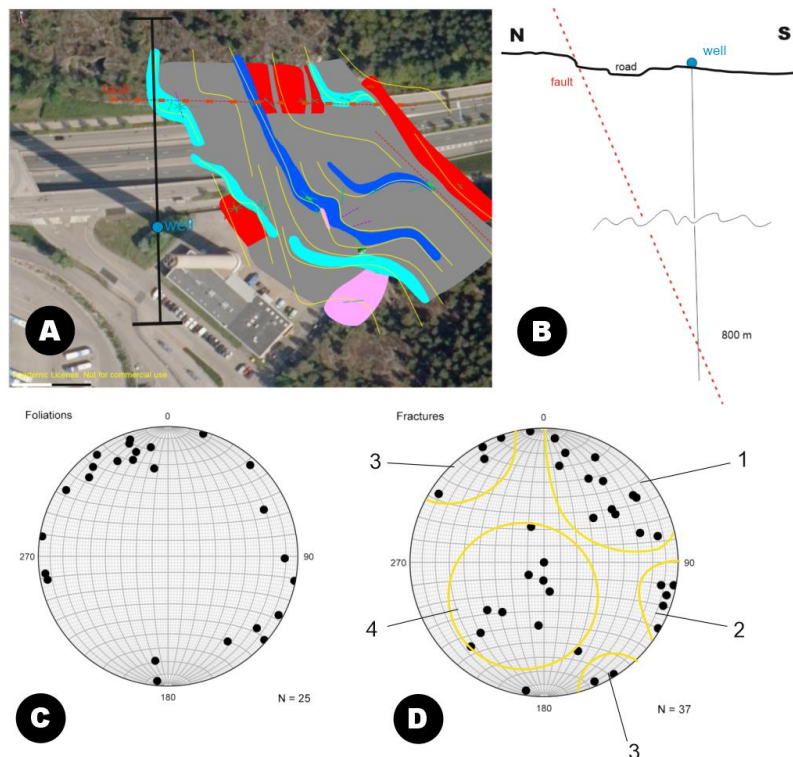 fault
well
A
Academic License. Not for commercial use
N
S
well
road
fault
800 m
B
Foliations
0
270
90
180
N = 25
C
Fractures
0
3
1
270
90
4
2
180
N = 37
3
D